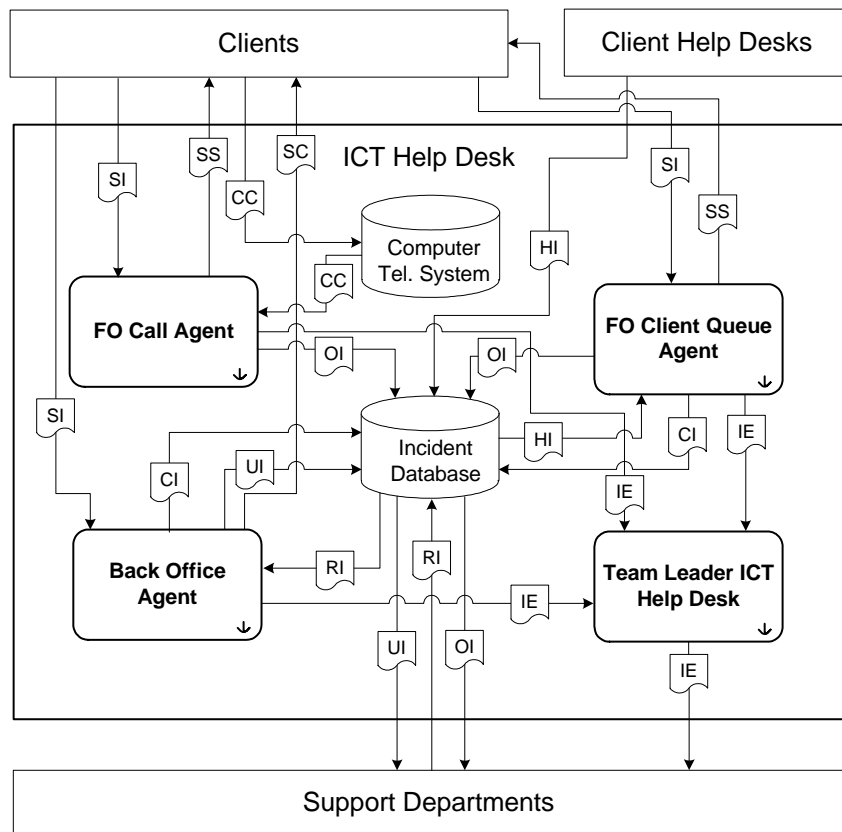 Clients
Client Help Desks
ICT Help Desk
SI
SS
CC
SC
SI
SS
HI
Computer
Tel. System
CC
FO Call Agent
FO Client Queue
Agent
OI
OI
SI
CI
UI
Incident
Database
HI
CI
IE
IE
RI
RI
Back Office
Agent
Team Leader ICT
Help Desk
IE
UI
OI
IE
Support Departments